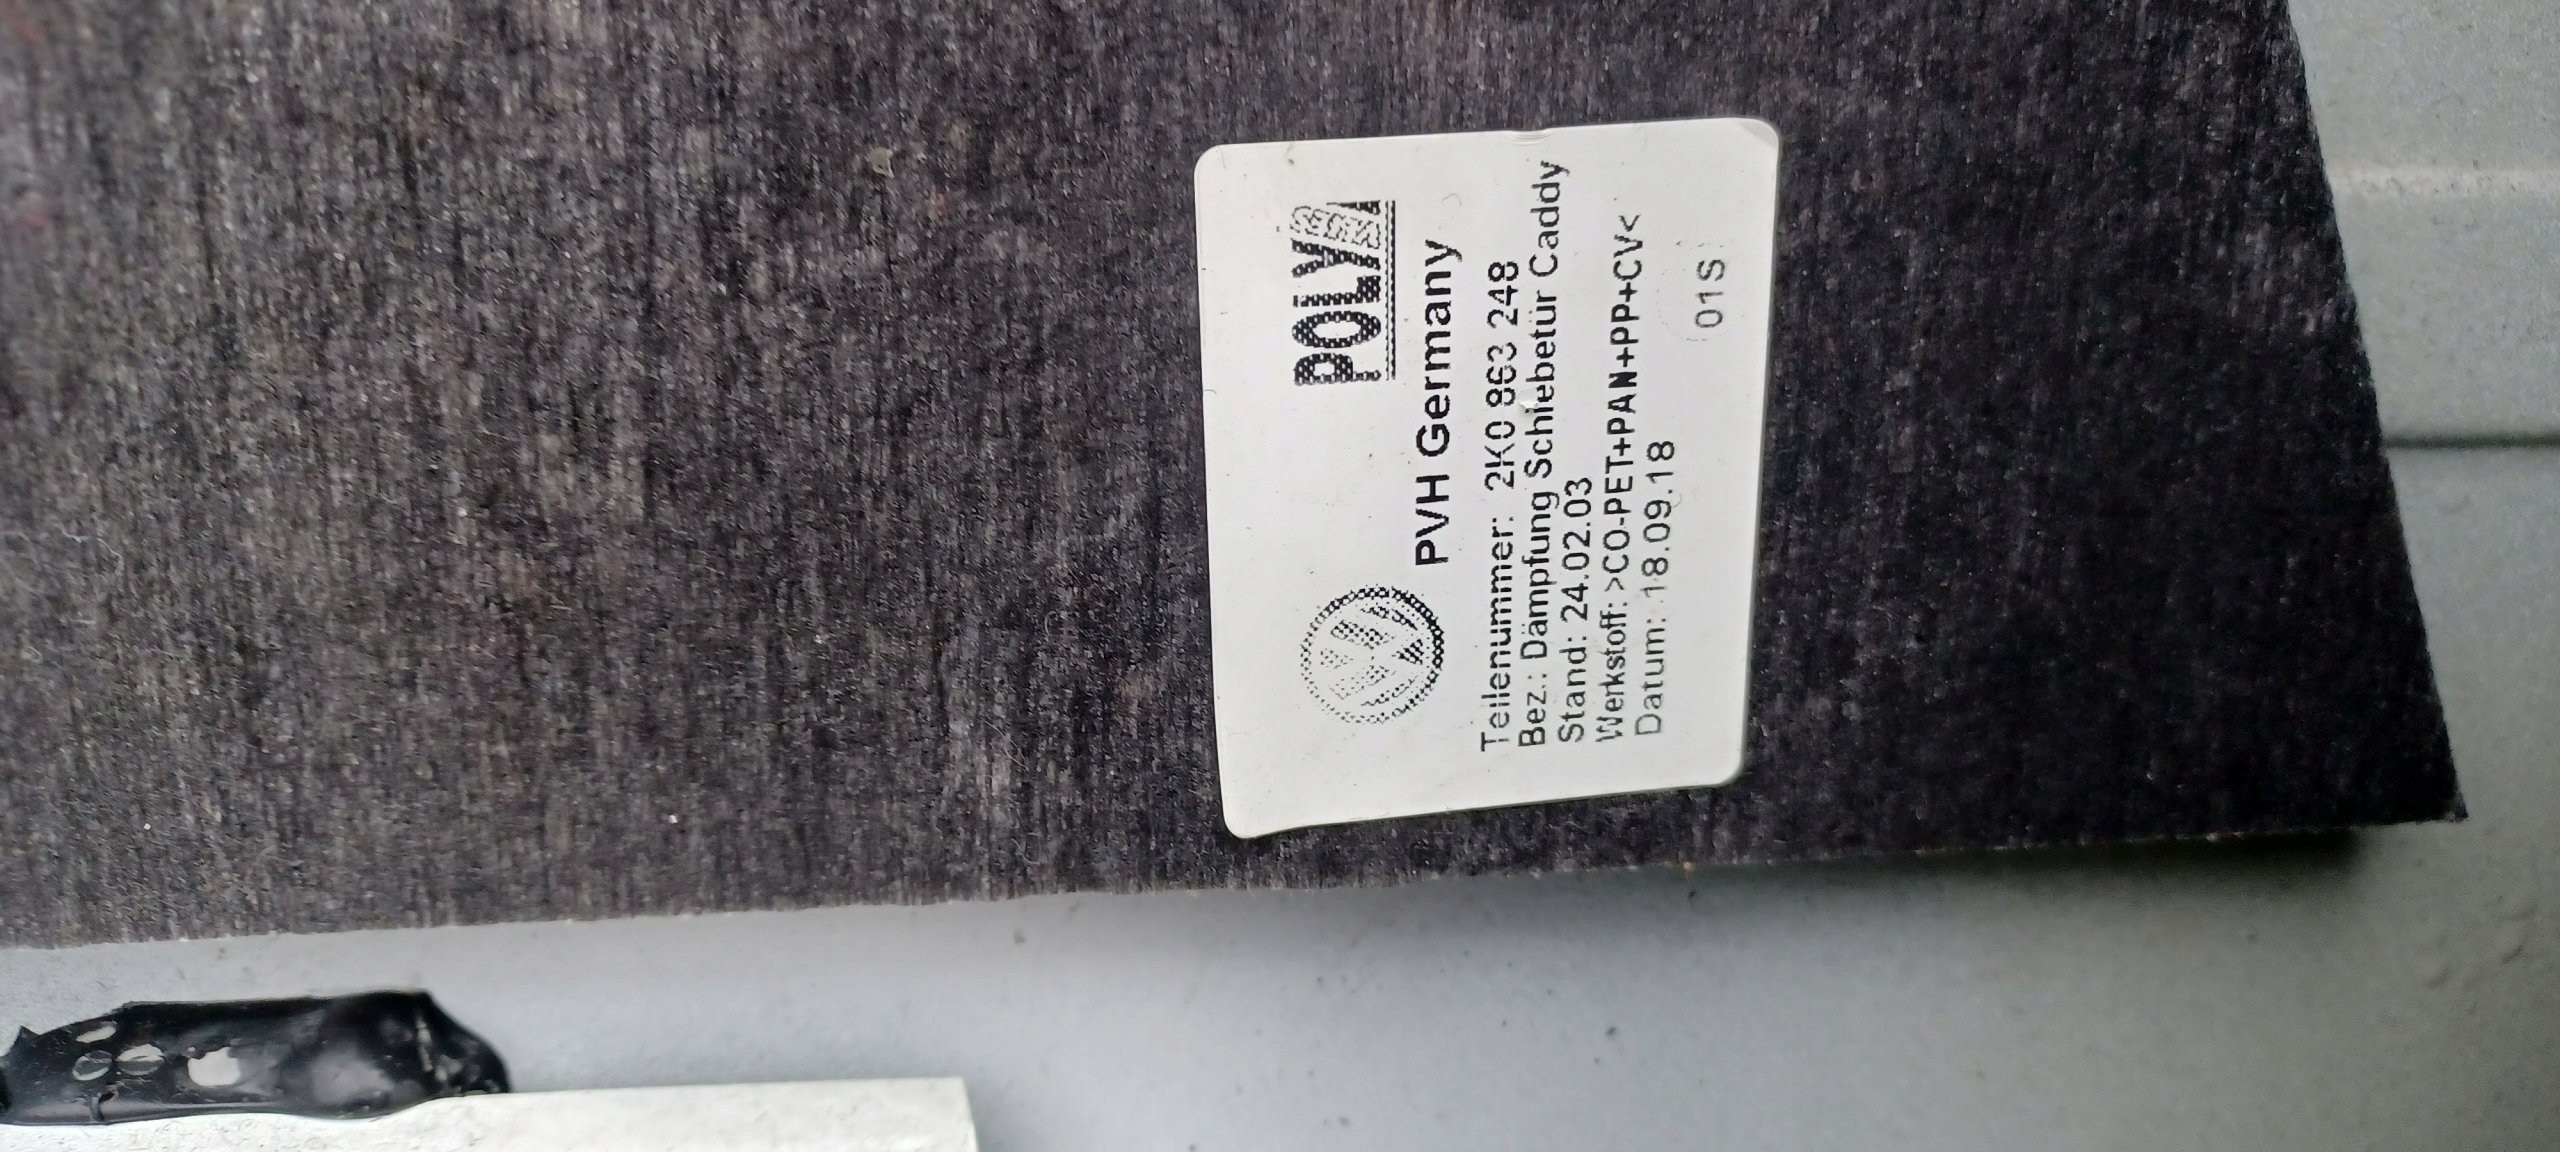 POLY
PVH Germany
Teilenummer: 2K0 863 248
Bez.: Dämpfung Schiebetür Caddy
Stand: 24.02.03
Werkstoff: >CO-PET+PAN+PP+CV<
Datum: 18.09.18
01S